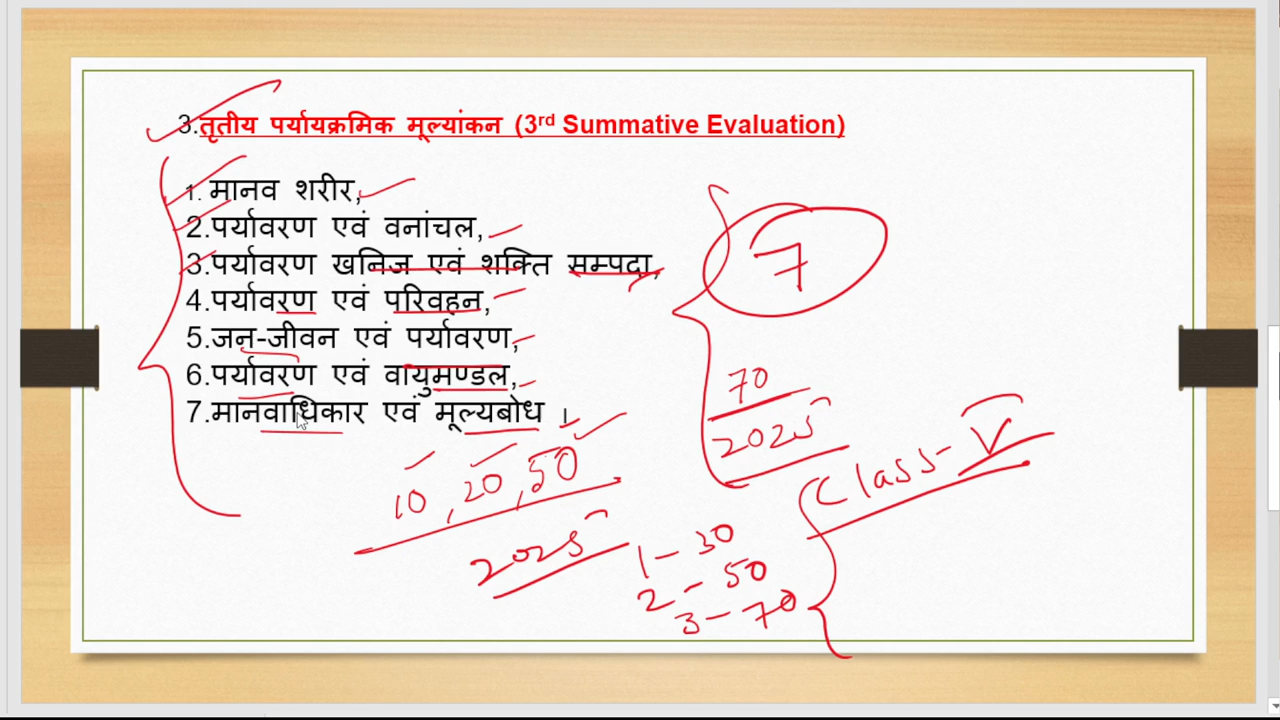 3.तृतीय पर्यायक्रमिक मूल्यांकन (3rd Summative Evaluation)
1. मानव शरीर,
2.पर्यावरण एवं वनांचल,
3.पर्यावरण खनिज एवं शक्ति सम्पदा,
4.पर्यावरण एवं परिवहन,
5.जन-जीवन एवं पर्यावरण,
6.पर्यावरण एवं वायुमण्डल,
7.मानवाधिकार एवं मूल्यबोध ।
7
70
2025
10, 20, 50
2025
Class- V
1 - 30
2 - 50
3 - 70